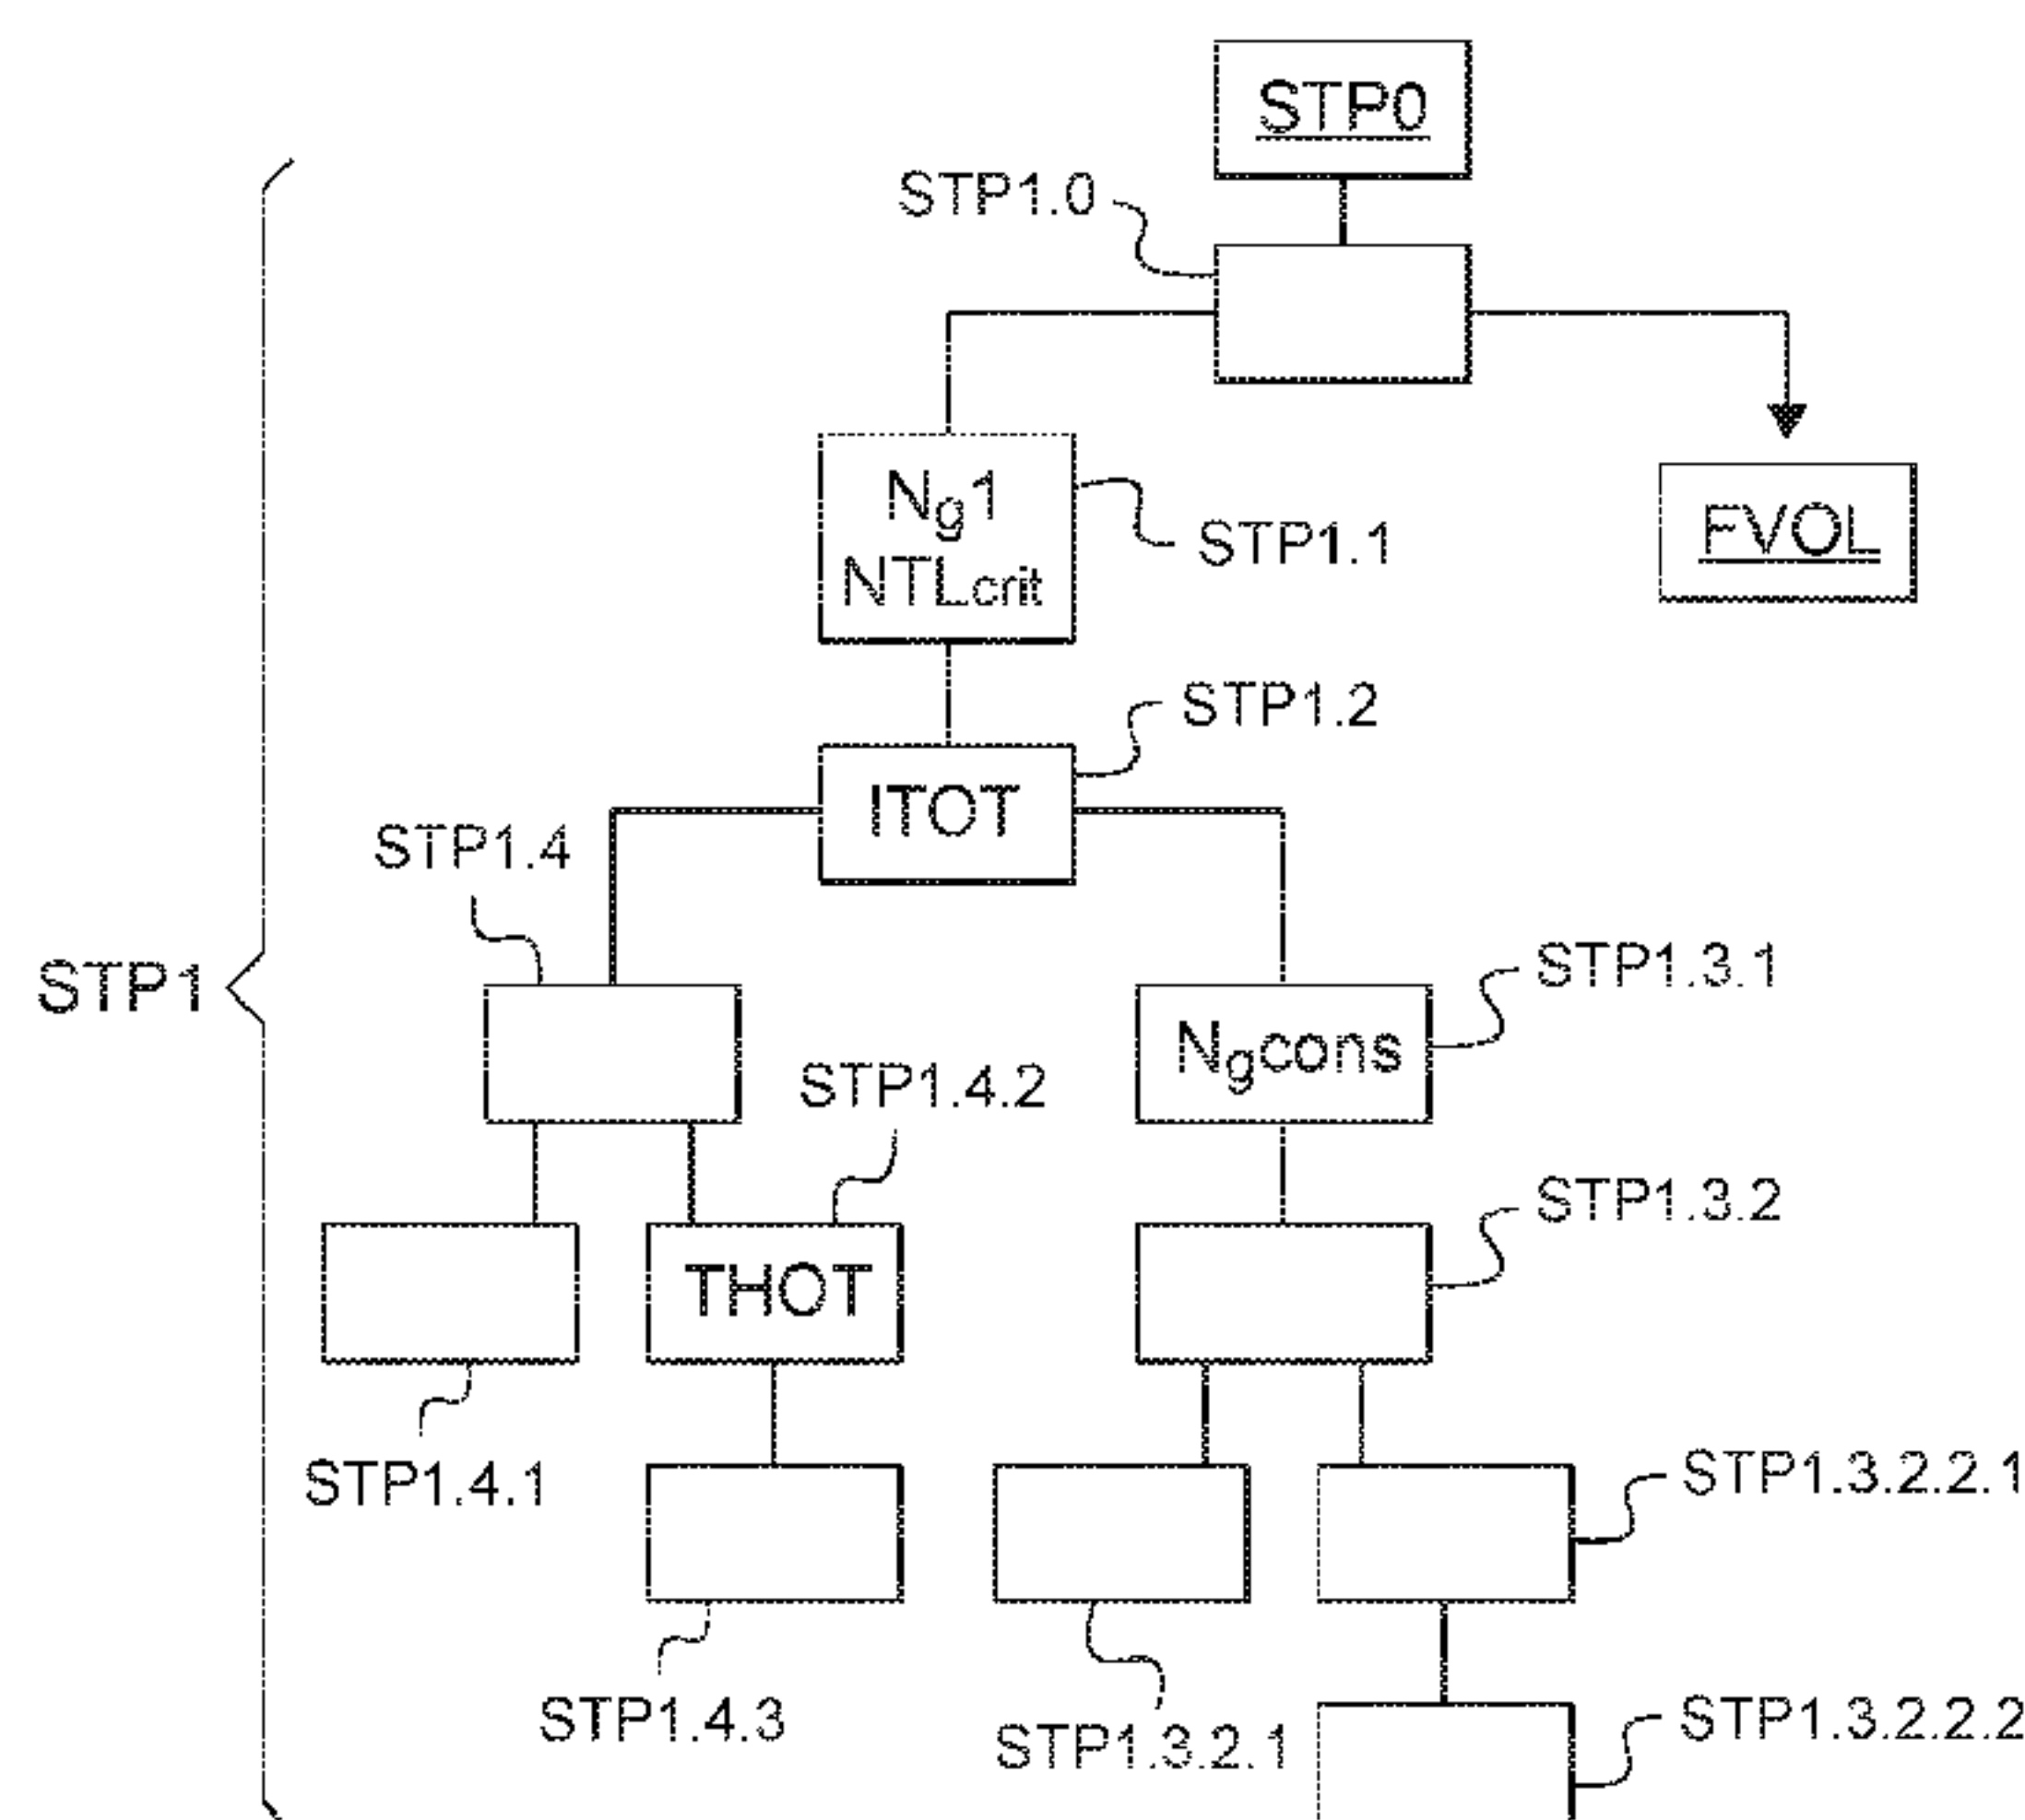 STP0
STP1.0
Ng1
NTLcrit
STP1.1
FVOL
STP1.2
ITOT
STP1.4
STP1
STP1.3.1
Ngcons
STP1.4.2
STP1.3.2
THOT
STP1.4.1
STP1.3.2.2.1
STP1.4.3
STP1.3.2.1
STP1.3.2.2.2